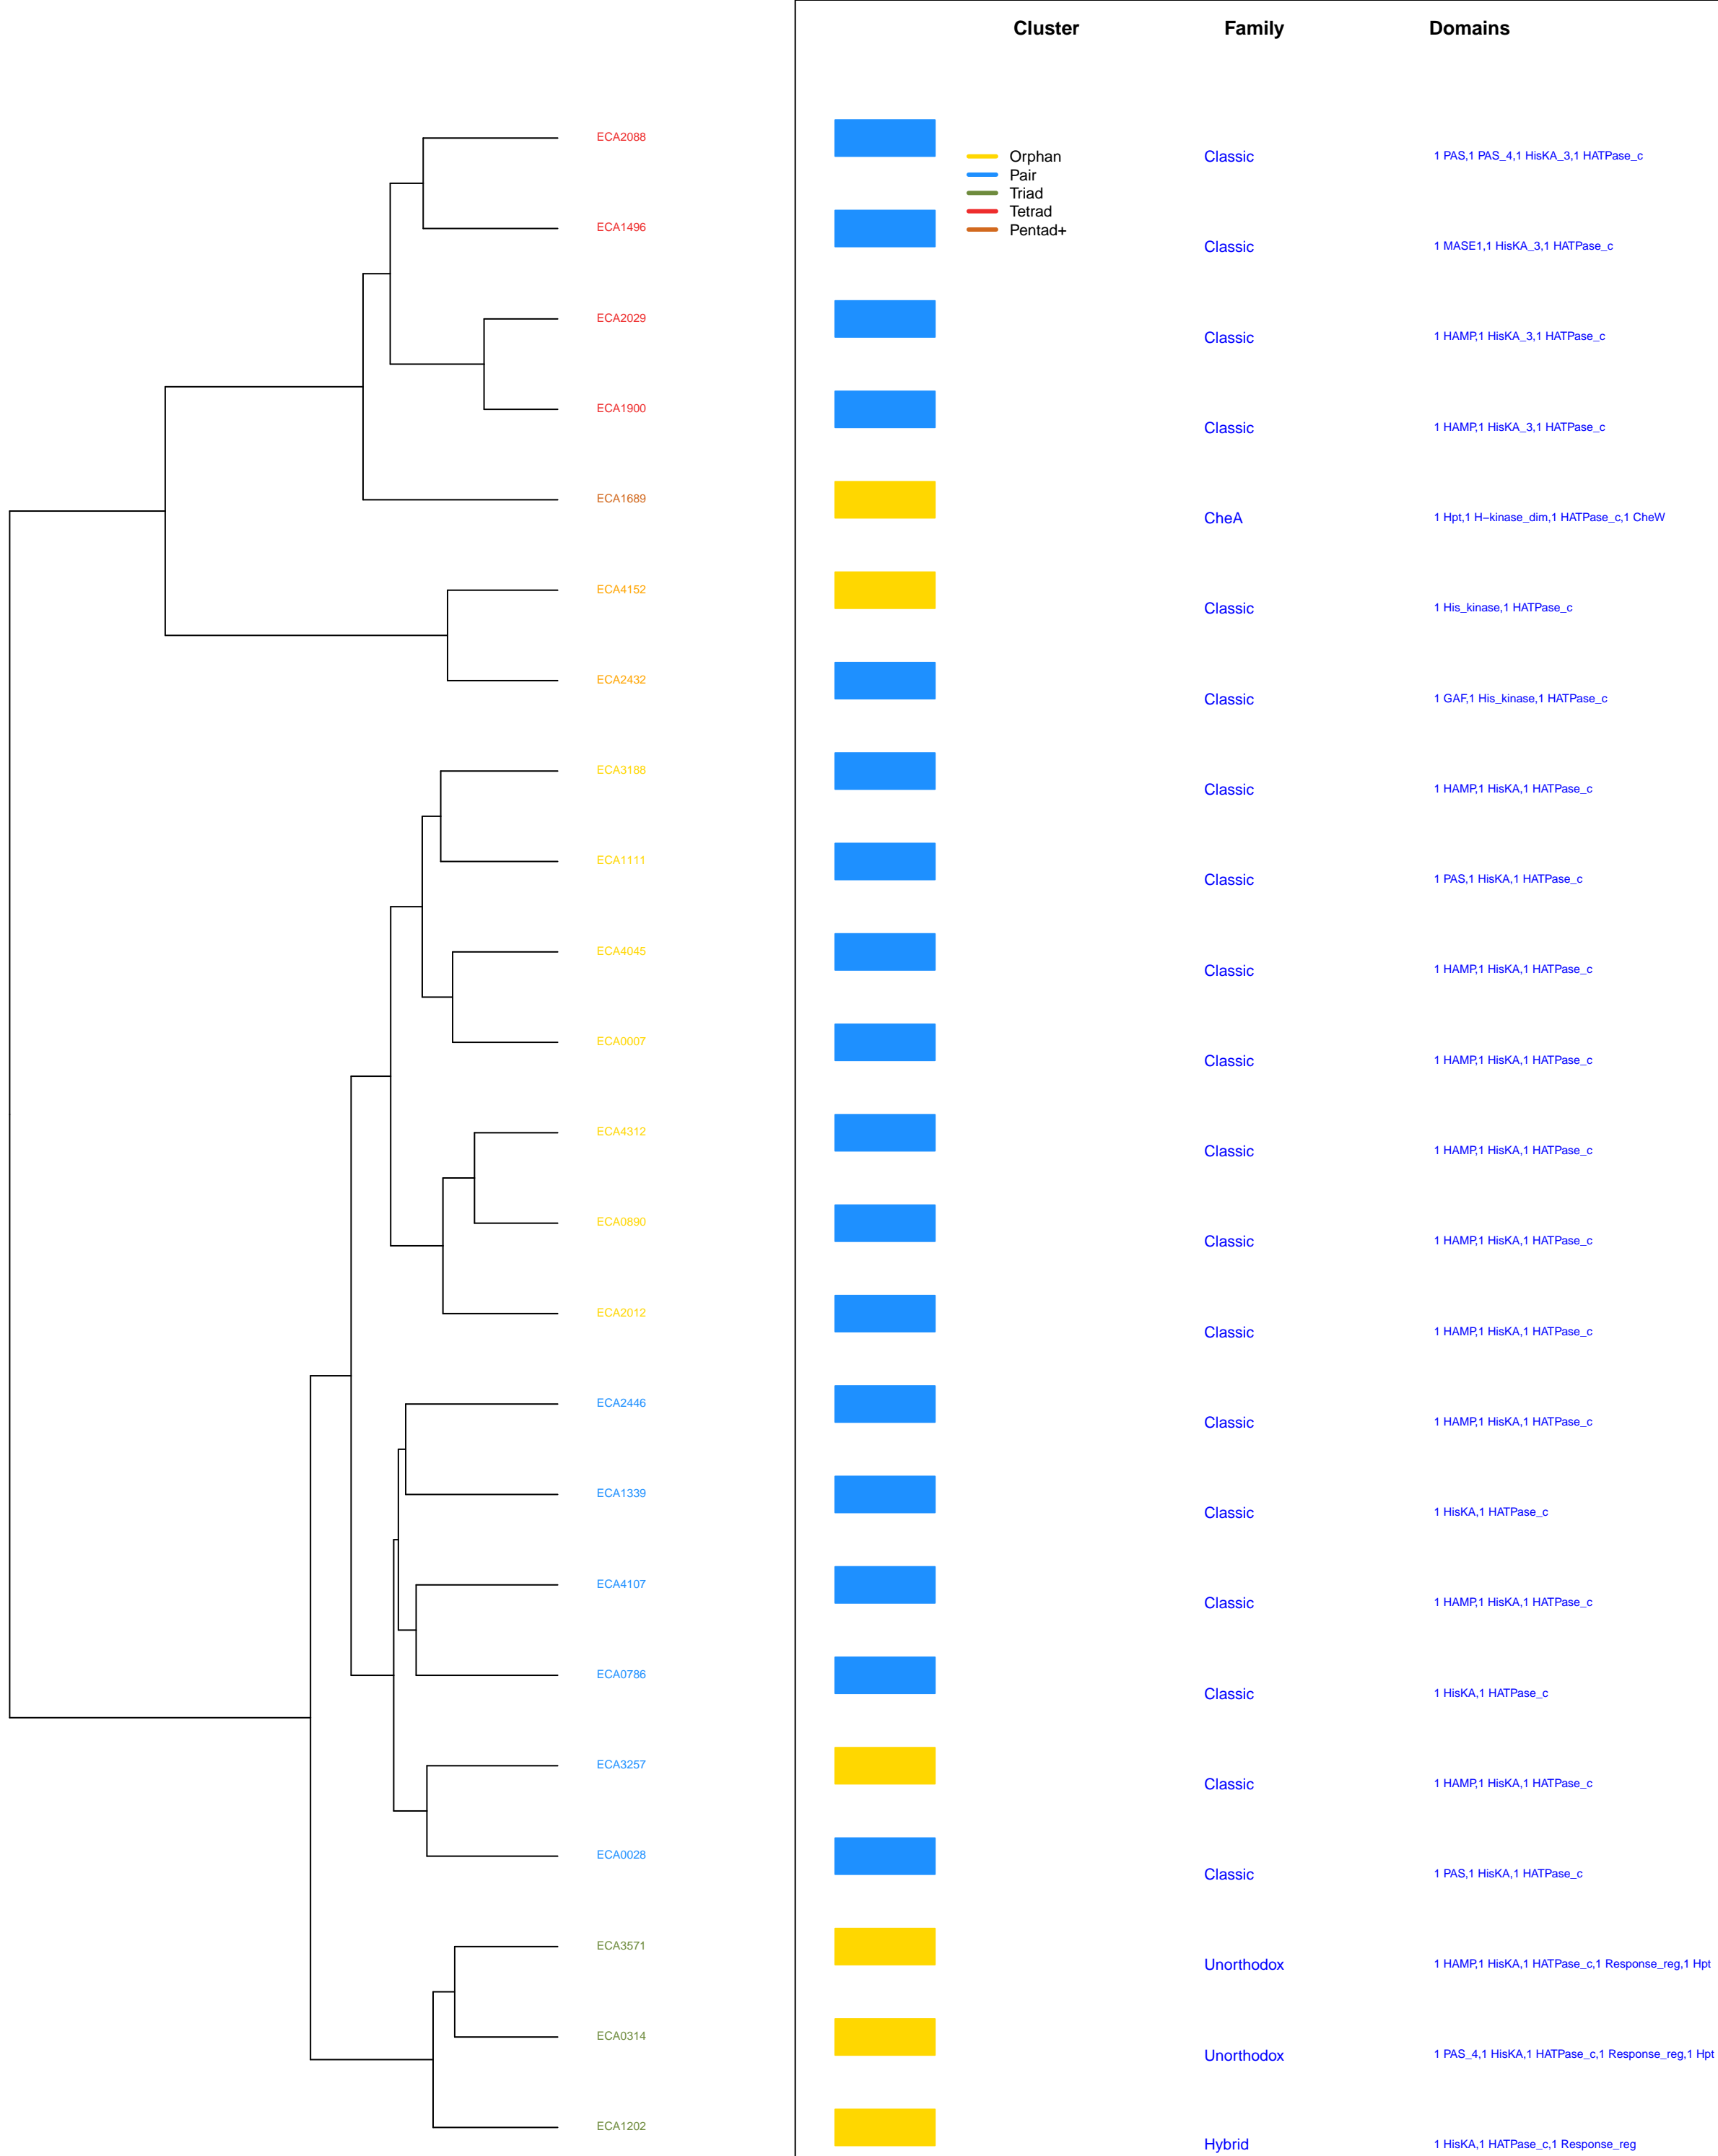 Cluster Family Domains
ECA2088
Orphan Classic 1 PAS,1 PAS_4,1 HisKA_3,1 HATPase_c
Pair
Triad
Tetrad
ECA1496 Pentad+
Classic 1 MASE1,1 HisKA_3,1 HATPase_c
ECA2029
Classic 1 HAMP,1 HisKA_3,1 HATPase_c
ECA1900
Classic 1 HAMP,1 HisKA_3,1 HATPase_c
ECA1689
CheA 1 Hpt,1 H−kinase_dim,1 HATPase_c,1 CheW
ECA4152
Classic 1 His_kinase,1 HATPase_c
ECA2432
Classic 1 GAF,1 His_kinase,1 HATPase_c
ECA3188
Classic 1 HAMP,1 HisKA,1 HATPase_c
ECA1111
Classic 1 PAS,1 HisKA,1 HATPase_c
ECA4045
Classic 1 HAMP,1 HisKA,1 HATPase_c
ECA0007
Classic 1 HAMP,1 HisKA,1 HATPase_c
ECA4312
Classic 1 HAMP,1 HisKA,1 HATPase_c
ECA0890
Classic 1 HAMP,1 HisKA,1 HATPase_c
ECA2012
Classic 1 HAMP,1 HisKA,1 HATPase_c
ECA2446
Classic 1 HAMP,1 HisKA,1 HATPase_c
ECA1339
Classic 1 HisKA,1 HATPase_c
ECA4107
Classic 1 HAMP,1 HisKA,1 HATPase_c
ECA0786
Classic 1 HisKA,1 HATPase_c
ECA3257
Classic 1 HAMP,1 HisKA,1 HATPase_c
ECA0028
Classic 1 PAS,1 HisKA,1 HATPase_c
ECA3571
Unorthodox 1 HAMP,1 HisKA,1 HATPase_c,1 Response_reg,1 Hpt
ECA0314
Unorthodox 1 PAS_4,1 HisKA,1 HATPase_c,1 Response_reg,1 Hpt
ECA1202
Hybrid 1 HisKA,1 HATPase_c,1 Response_reg